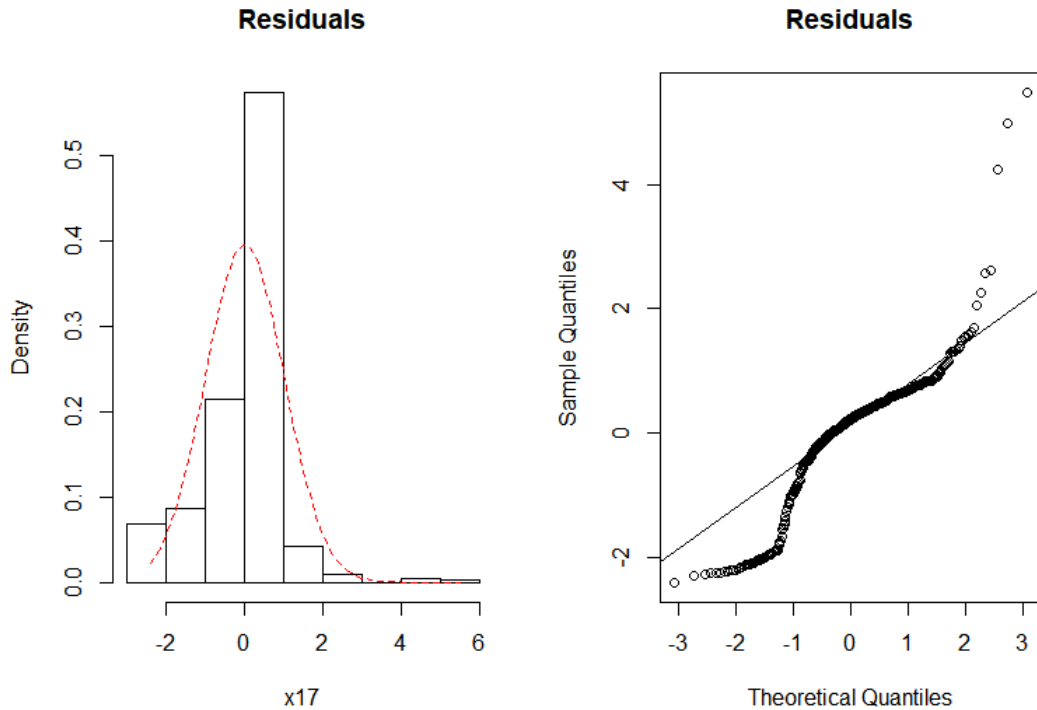 Residuals
Density
0.0 0.1 0.2 0.3 0.4 0.5
-2 0 2 4 6
x17
Residuals
Sample Quantiles
-2 0 2 4
-3 -2 -1 0 1 2 3
Theoretical Quantiles